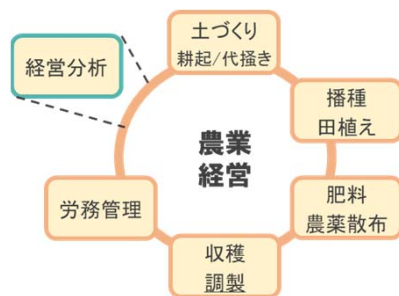 土づくり
耕起/代掻き
経営分析
播種
田植え
農業
経営
肥料
農薬散布
労務管理
収穫
調製